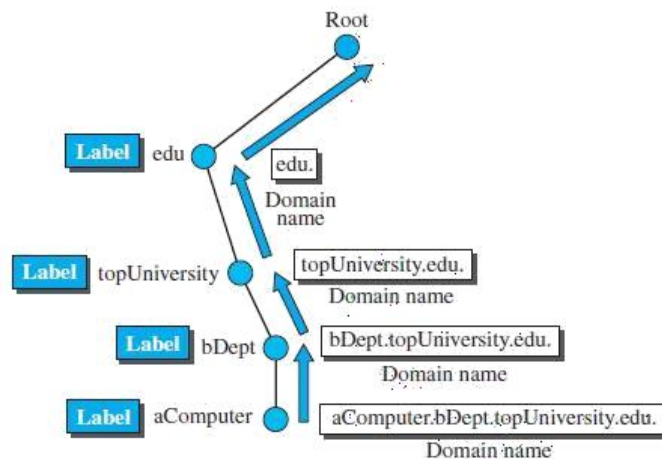 Root
Label edu
edu.
Domain
name
Label topUniversity
topUniversity.edu.
Domain name
Label bDept
bDept.topUniversity.edu.
Domain name
Label aComputer
aComputer.bDept.topUniversity.edu.
Domain name